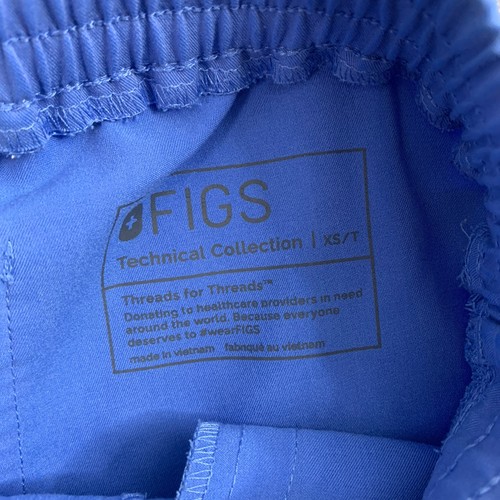 FIGS
Technical Collection | XS/T
Threads for Threads™
Donating to healthcare providers in need
around the world. Because everyone
deserves to #wearFIGS
made in vietnam fabriqué au vietnam